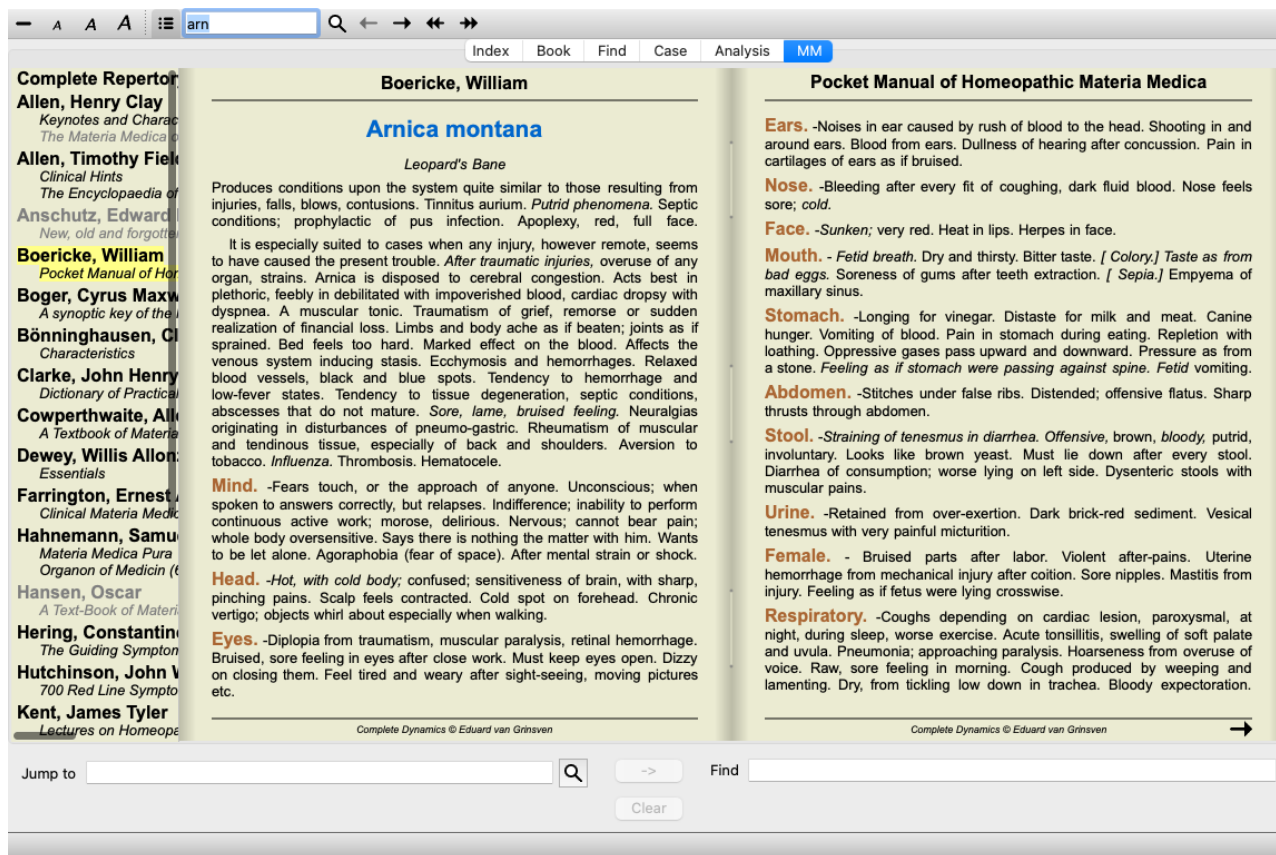 A A A arn
Index Book Find Case Analysis MM
Complete Repertor
Allen, Henry Clay
Keynotes and Charac
The Materia Medica o
Allen, Timothy Field
Clinical Hints
The Encyclopaedia of
Anschutz, Edward
New, old and forgotte
Boericke, William
Pocket Manual of Hom
Boger, Cyrus Maxw
A synoptic key of the
Bönninghausen, Cl
Characteristics
Clarke, John Henry
Dictionary of Practical
Cowperthwaite, Alle
A Textbook of Materia
Dewey, Willis Allon
Essentials
Farrington, Ernest
Clinical Materia Medic
Hahnemann, Samu
Materia Medica Pura
Organon of Medicin (6
Hansen, Oscar
A Text-Book of Materi
Hering, Constantin
The Guiding Symptom
Hutchinson, John W
700 Red Line Sympto
Kent, James Tyler
Lectures on Homeopa
Boericke, William
Arnica montana
Leopard's Bane
Produces conditions upon the system quite similar to those resulting from
injuries, falls, blows, contusions. Tinnitus aurium. Putrid phenomena. Septic
conditions; prophylactic of pus infection. Apoplexy, red, full face.
It is especially suited to cases when any injury, however remote, seems
to have caused the present trouble. After traumatic injuries, overuse of any
organ, strains. Arnica is disposed to cerebral congestion. Acts best in
plethoric, feebly in debilitated with impoverished blood, cardiac dropsy with
dyspnea. A muscular tonic. Traumatism of grief, remorse or sudden
realization of financial loss. Limbs and body ache as if beaten; joints as if
sprained. Bed feels too hard. Marked effect on the blood. Affects the
venous system inducing stasis. Ecchymosis and hemorrhages. Relaxed
blood vessels, black and blue spots. Tendency to hemorrhage and
low-fever states. Tendency to tissue degeneration, septic conditions,
abscesses that do not mature. Sore, lame, bruised feeling. Neuralgias
originating in disturbances of pneumo-gastric. Rheumatism of muscular
and tendinous tissue, especially of back and shoulders. Aversion to
tobacco. Influenza. Thrombosis. Hematocele.
Mind. -Fears touch, or the approach of anyone. Unconscious; when
spoken to answers correctly, but relapses. Indifference; inability to perform
continuous active work; morose, delirious. Nervous; cannot bear pain;
whole body oversensitive. Says there is nothing the matter with him. Wants
to be let alone. Agoraphobia (fear of space). After mental strain or shock.
Head. -Hot, with cold body; confused; sensitiveness of brain, with sharp,
pinching pains. Scalp feels contracted. Cold spot on forehead. Chronic
vertigo; objects whirl about especially when walking.
Eyes. -Diplopia from traumatism, muscular paralysis, retinal hemorrhage.
Bruised, sore feeling in eyes after close work. Must keep eyes open. Dizzy
on closing them. Feel tired and weary after sight-seeing, moving pictures
etc.
Complete Dynamics © Eduard van Grinsven
Pocket Manual of Homeopathic Materia Medica
Ears. -Noises in ear caused by rush of blood to the head. Shooting in and
around ears. Blood from ears. Dullness of hearing after concussion. Pain in
cartilages of ears as if bruised.
Nose. -Bleeding after every fit of coughing, dark fluid blood. Nose feels
sore; cold.
Face. -Sunken; very red. Heat in lips. Herpes in face.
Mouth. - Fetid breath. Dry and thirsty. Bitter taste. [ Colory.] Taste as from
bad eggs. Soreness of gums after teeth extraction. [ Sepia.] Empyema of
maxillary sinus.
Stomach. -Longing for vinegar. Distaste for milk and meat. Canine
hunger. Vomiting of blood. Pain in stomach during eating. Repletion with
loathing. Oppressive gases pass upward and downward. Pressure as from
a stone. Feeling as if stomach were passing against spine. Fetid vomiting.
Abdomen. -Stitches under false ribs. Distended; offensive flatus. Sharp
thrusts through abdomen.
Stool. -Straining of tenesmus in diarrhea. Offensive, brown, bloody, putrid,
involuntary. Looks like brown yeast. Must lie down after every stool.
Diarrhea of consumption; worse lying on left side. Dysenteric stools with
muscular pains.
Urine. -Retained from over-exertion. Dark brick-red sediment. Vesical
tenesmus with very painful micturition.
Female. - Bruised parts after labor. Violent after-pains. Uterine
hemorrhage from mechanical injury after coition. Sore nipples. Mastitis from
injury. Feeling as if fetus were lying crosswise.
Respiratory. -Coughs depending on cardiac lesion, paroxysmal, at
night, during sleep, worse exercise. Acute tonsillitis, swelling of soft palate
and uvula. Pneumonia; approaching paralysis. Hoarseness from overuse of
voice. Raw, sore feeling in morning. Cough produced by weeping and
lamenting. Dry, from tickling low down in trachea. Bloody expectoration.
Complete Dynamics © Eduard van Grinsven
Jump to -> Find
Clear